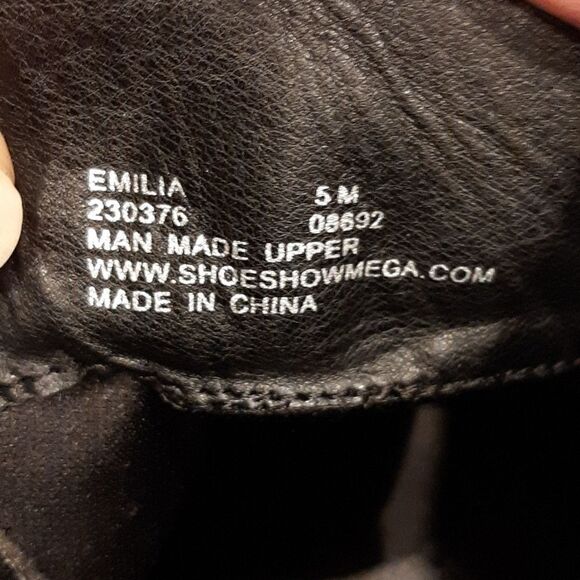 EMILIA 5 M
230376 08692
MAN MADE UPPER
WWW.SHOESHOWMEGA.COM
MADE IN CHINA